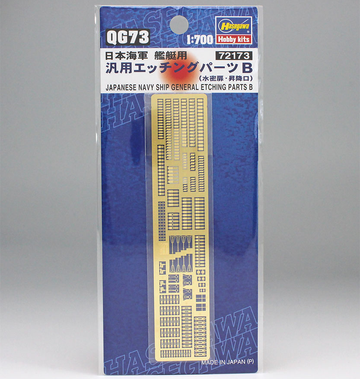 QG73
1:700
Hasegawa
Hobby kits
日本海軍 艦艇用
72173
汎用エッチングパーツB
(水密扉・昇降口)
JAPANESE NAVY SHIP GENERAL ETCHING PARTS B
HASEGAWA
MADE IN JAPAN (P)
HASEGAWA